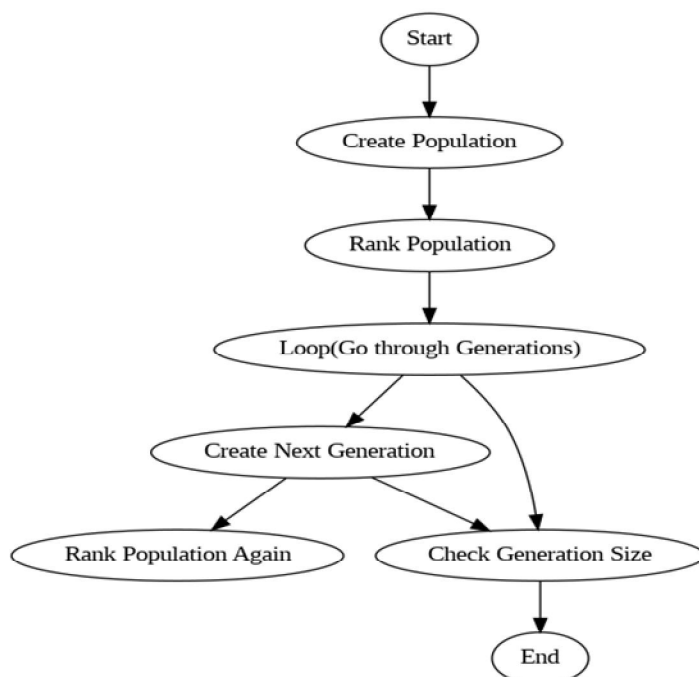 Start
Create Population
Rank Population
Loop(Go through Generations)
Create Next Generation
Rank Population Again
Check Generation Size
End